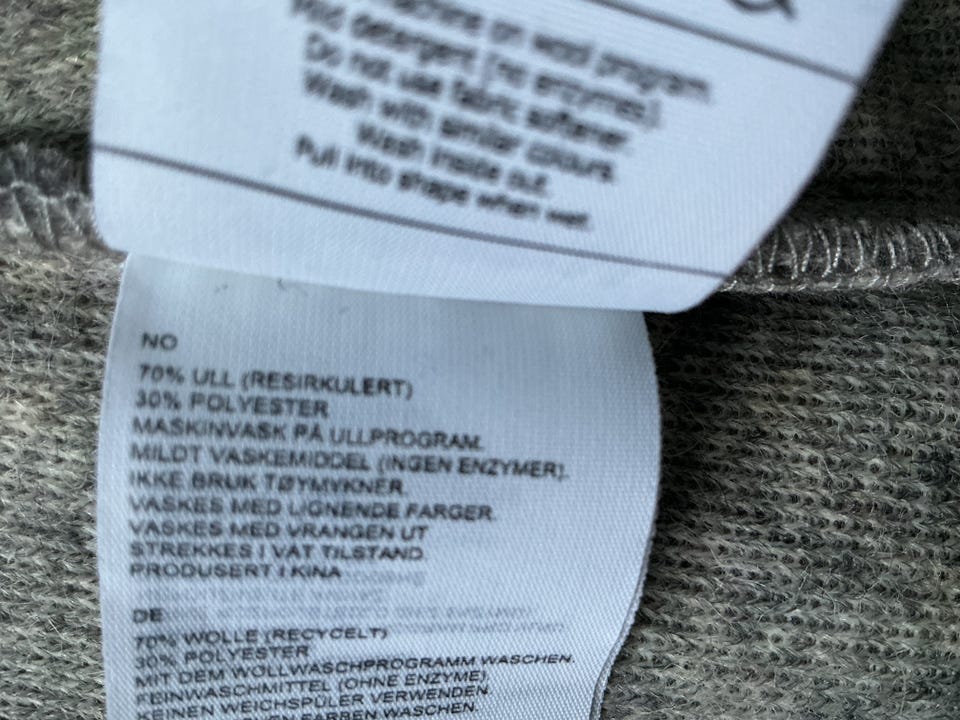 machine on wool program.
Mild detergent (no enzymes).
Do not use fabric softener.
Wash with similar colours.
Wash inside out.
Pull into shape when wet.
NO
70% ULL (RESIRKULERT)
30% POLYESTER
MASKINVASK PÅ ULLPROGRAM.
MILDT VASKEMIDDEL (INGEN ENZYMER).
IKKE BRUK TØYMYKNER.
VASKES MED LIGNENDE FARGER.
VASKES MED VRANGEN UT
STREKKES I VÅT TILSTAND
PRODUSERT I KINA
DE
70% WOLLE (RECYCELT)
30% POLYESTER
MIT DEM WOLLWASCHPROGRAMM WASCHEN.
FEINWASCHMITTEL (OHNE ENZYME)
KEINEN WEICHSPÜLER VERWENDEN.
FARBEN WASCHEN.